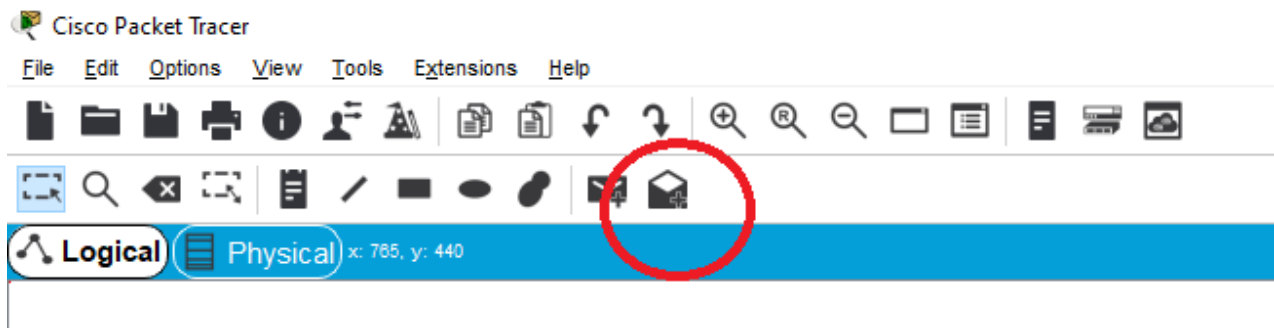 Cisco Packet Tracer
File Edit Options View Tools Extensions Help
R
Logical Physical x: 765, y: 440